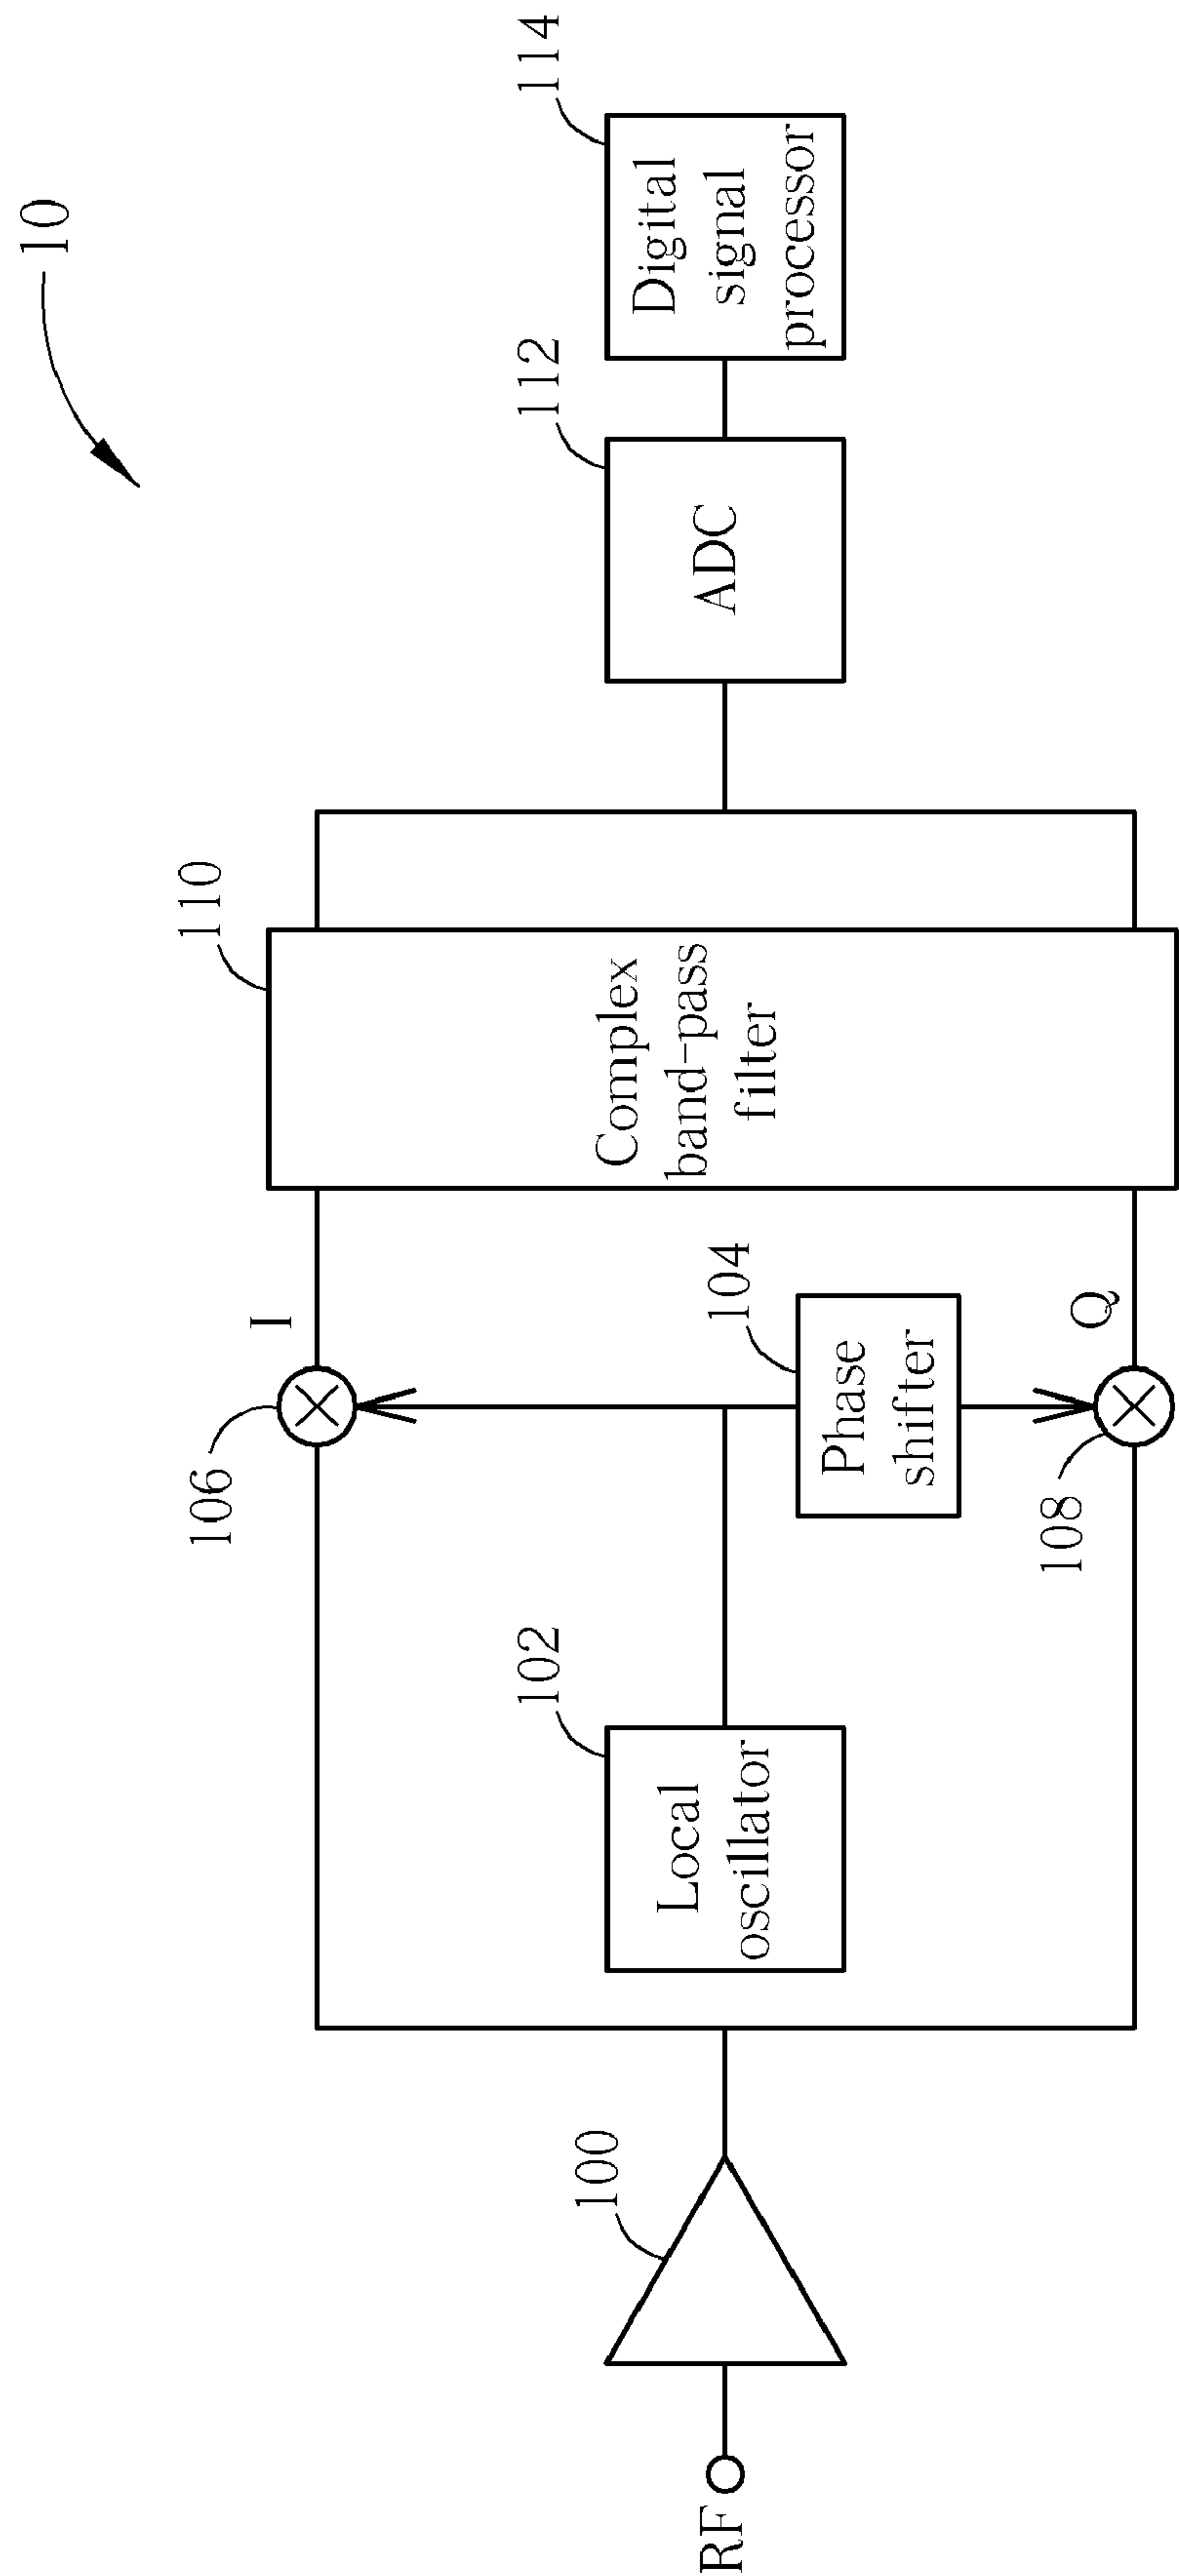 10
RF
100
Local
oscillator
102
106
I
Phase
shifter
104
108
Q
Complex
band-pass
filter
110
ADC
112
Digital
signal
processor
114